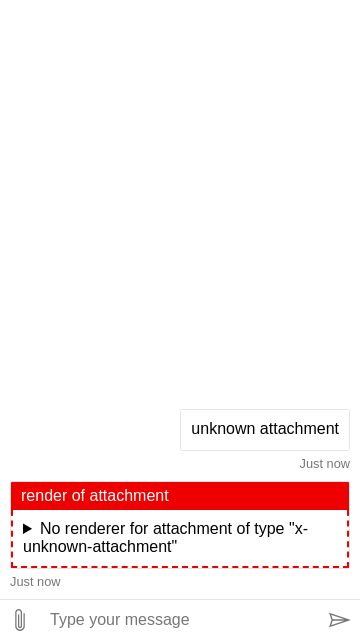 unknown attachment
Just now
render of attachment
No renderer for attachment of type "x-
unknown-attachment"
Just now
Type your message